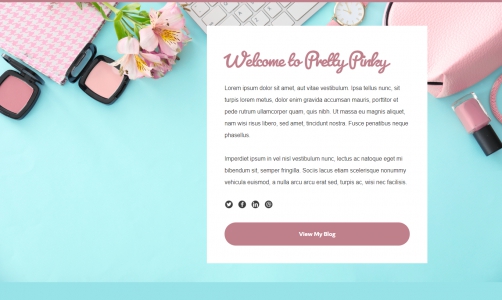 Welcome to Pretty Pinky
Lorem ipsum dolor sit amet, aut vitae vestibulum. Ipsa tellus nunc, sit
turpis lorem metus, dolor enim gravida accumsan mauris, porttitor et
pede rutrum ullamcorper quam, quis nibh. Ut massa eu magnis aliquet,
nam wisi risus libero, sed amet, tincidunt nostra. Fusce penatibus neque
phasellus
Imperdiet ipsum in vel nisl vestibulum nunc, lectus ac natoque eget mi
bibendum sit, semper fringilla. Sociis lacus etiam scelerisque nonummy
vehicula euismod, a nulla arcu arcu erat sed, turpis ac, wisi nec facilisis.
View My Blog